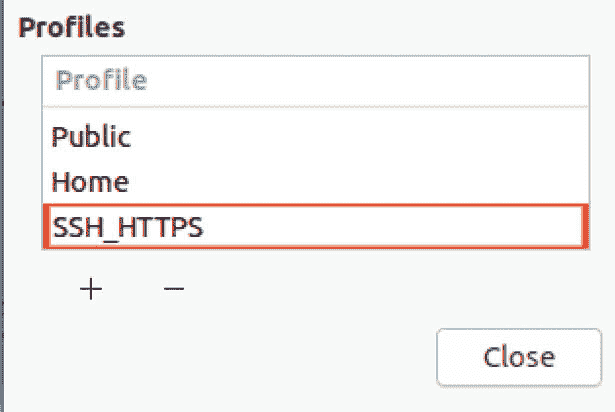 Profiles
Profile
Public
Home
SSH_HTTPS
+ −
Close